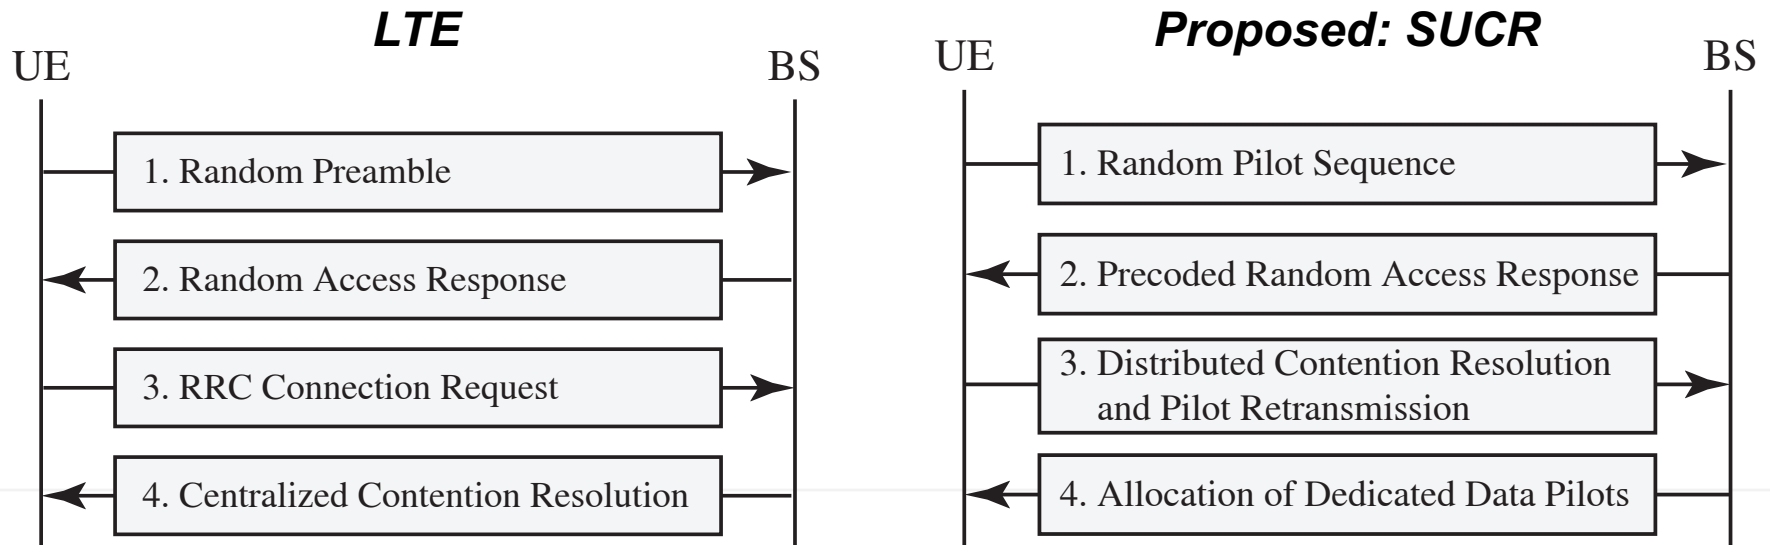 LTE
UE
BS
1. Random Preamble
2. Random Access Response
3. RRC Connection Request
4. Centralized Contention Resolution
Proposed: SUCR
UE
BS
1. Random Pilot Sequence
2. Precoded Random Access Response
3. Distributed Contention Resolution
and Pilot Retransmission
4. Allocation of Dedicated Data Pilots